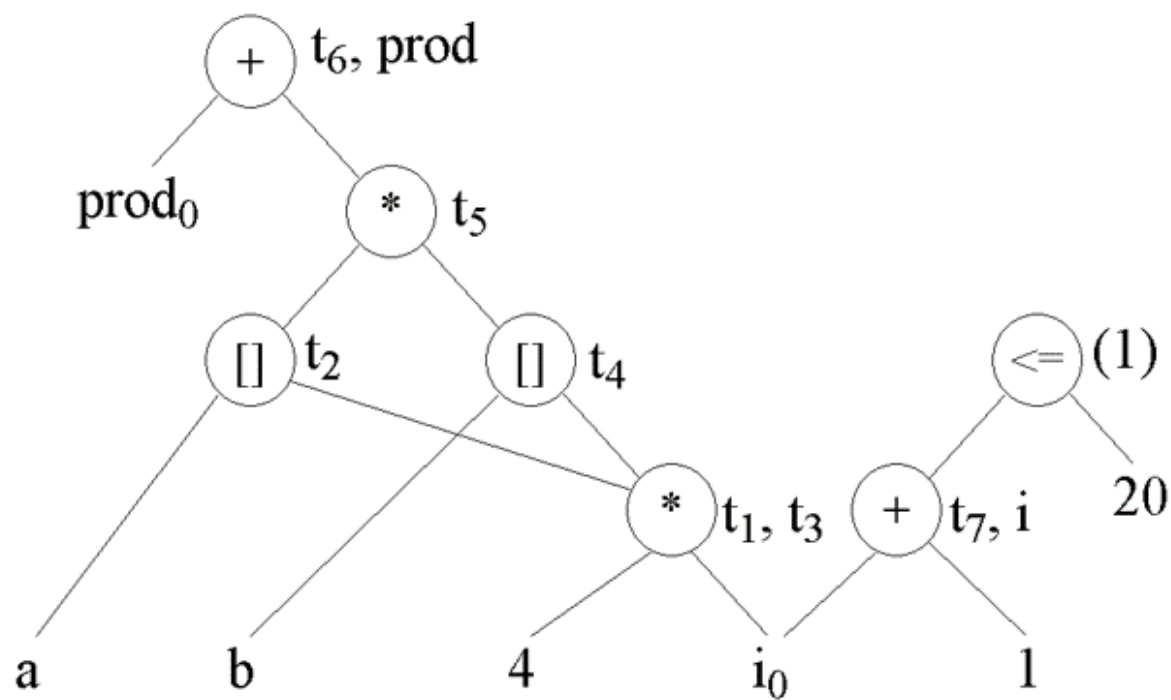 + t₆, prod
prod₀ * t₅
[] t₂ [] t₄ <= (1)
* t₁, t₃ + t₇, i 20
a b 4 i₀ 1